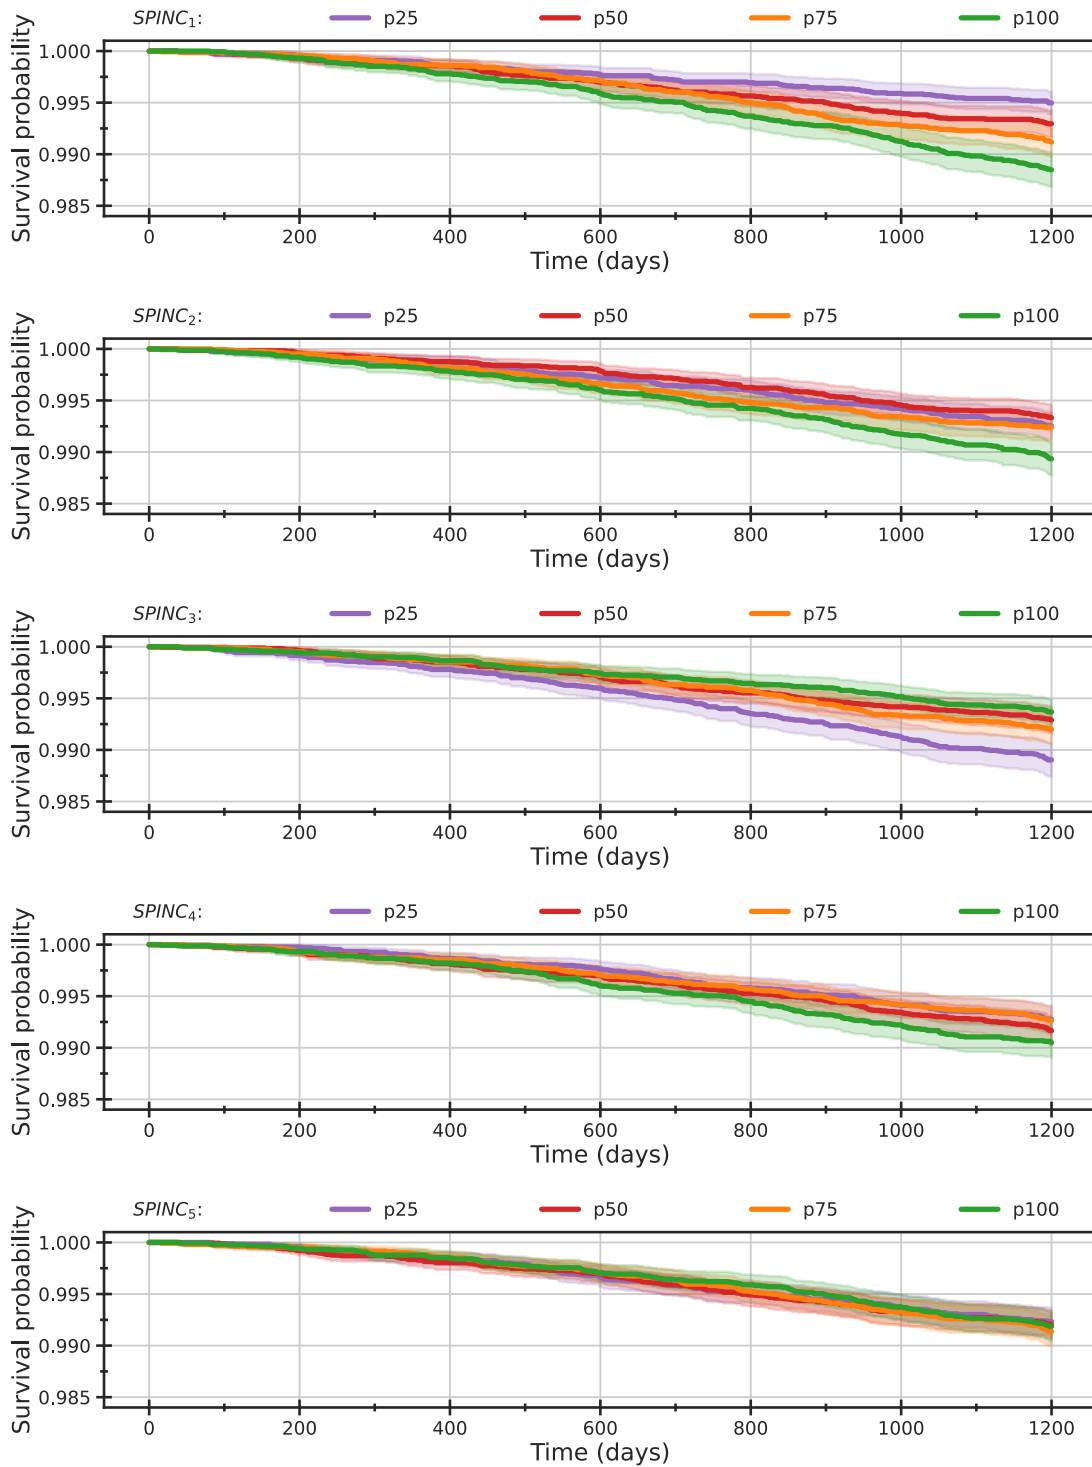 SPINC₁: p25 p50 p75 p100
Survival probability
1.000
0.995
0.990
0.985
0 200 400 600 800 1000 1200
Time (days)
SPINC₂: p25 p50 p75 p100
Survival probability
1.000
0.995
0.990
0.985
0 200 400 600 800 1000 1200
Time (days)
SPINC₃: p25 p50 p75 p100
Survival probability
1.000
0.995
0.990
0.985
0 200 400 600 800 1000 1200
Time (days)
SPINC₄: p25 p50 p75 p100
Survival probability
1.000
0.995
0.990
0.985
0 200 400 600 800 1000 1200
Time (days)
SPINC₅: p25 p50 p75 p100
Survival probability
1.000
0.995
0.990
0.985
0 200 400 600 800 1000 1200
Time (days)